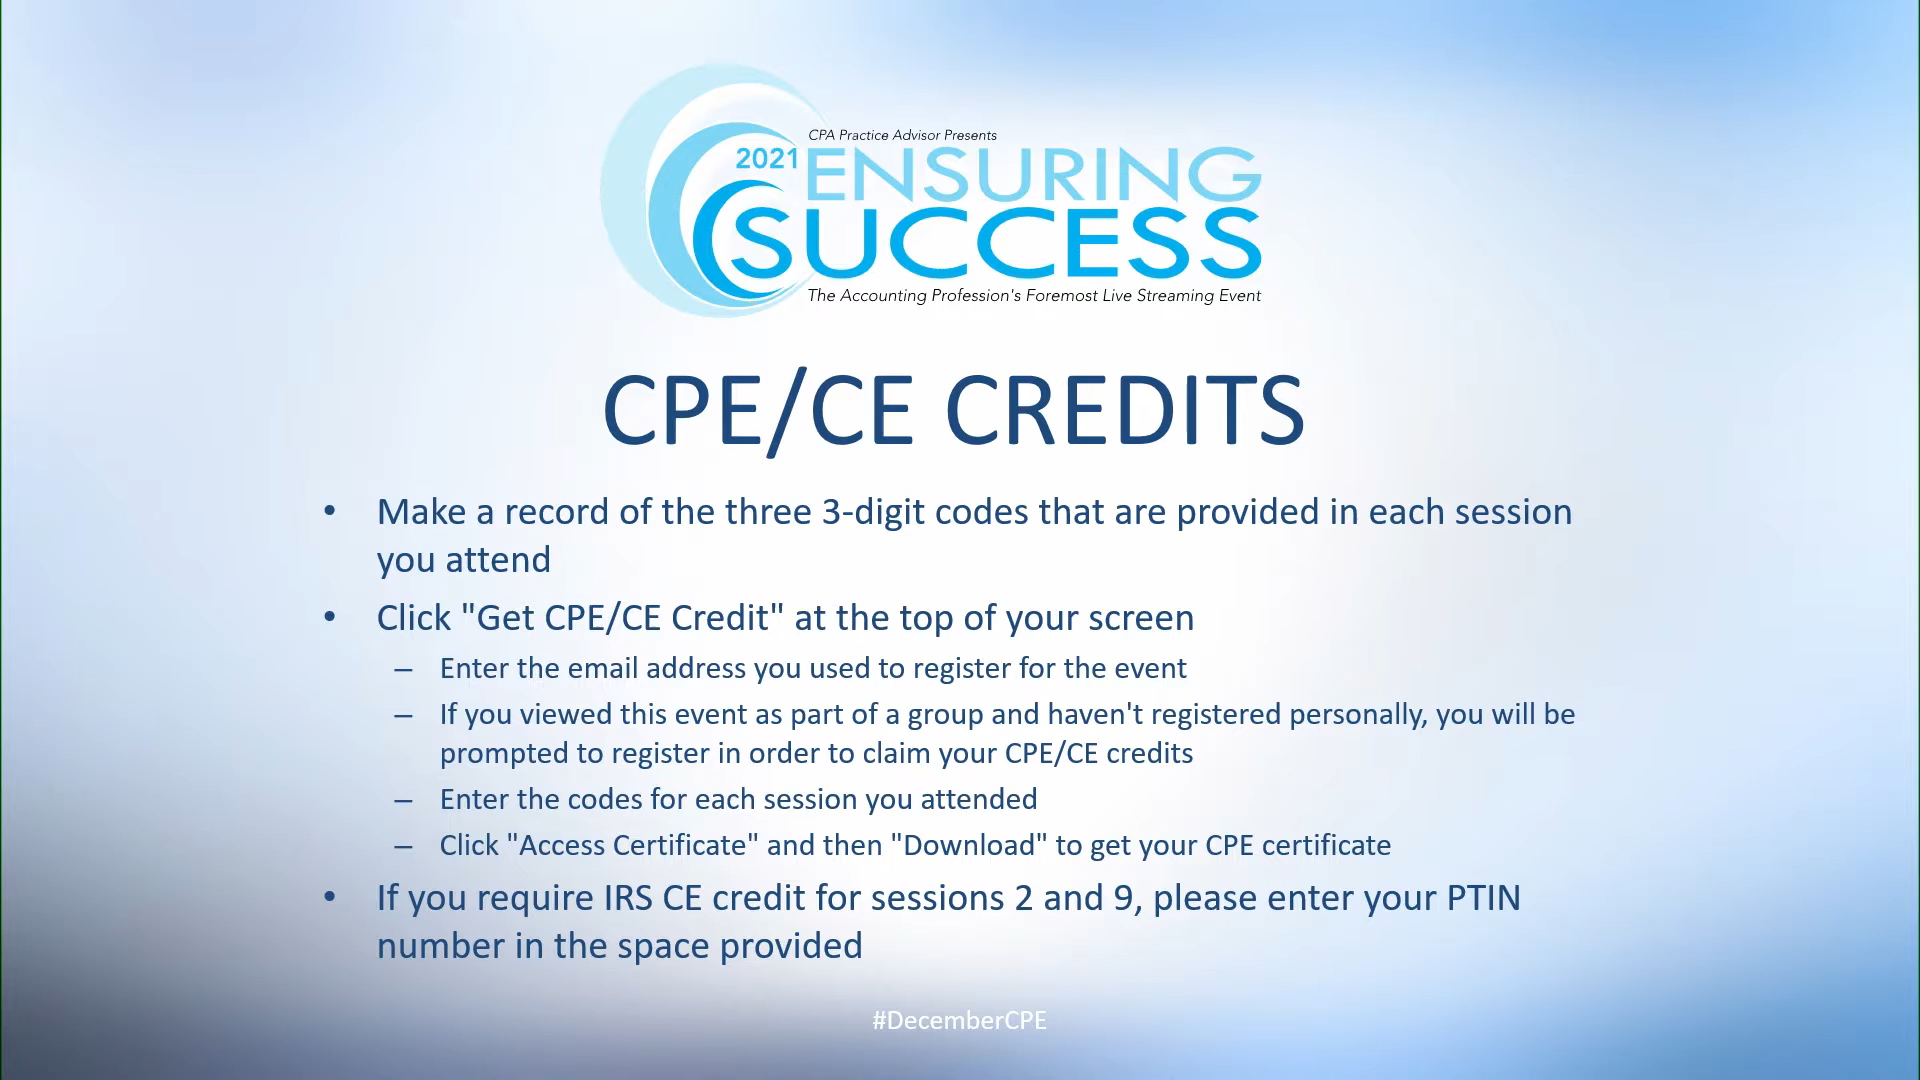 CPA Practice Advisor Presents
2021 ENSURING
SUCCESS
The Accounting Profession's Foremost Live Streaming Event
CPE/CE CREDITS
• Make a record of the three 3-digit codes that are provided in each session
you attend
• Click "Get CPE/CE Credit" at the top of your screen
– Enter the email address you used to register for the event
– If you viewed this event as part of a group and haven't registered personally, you will be
prompted to register in order to claim your CPE/CE credits
– Enter the codes for each session you attended
– Click "Access Certificate" and then "Download" to get your CPE certificate
• If you require IRS CE credit for sessions 2 and 9, please enter your PTIN
number in the space provided
#DecemberCPE